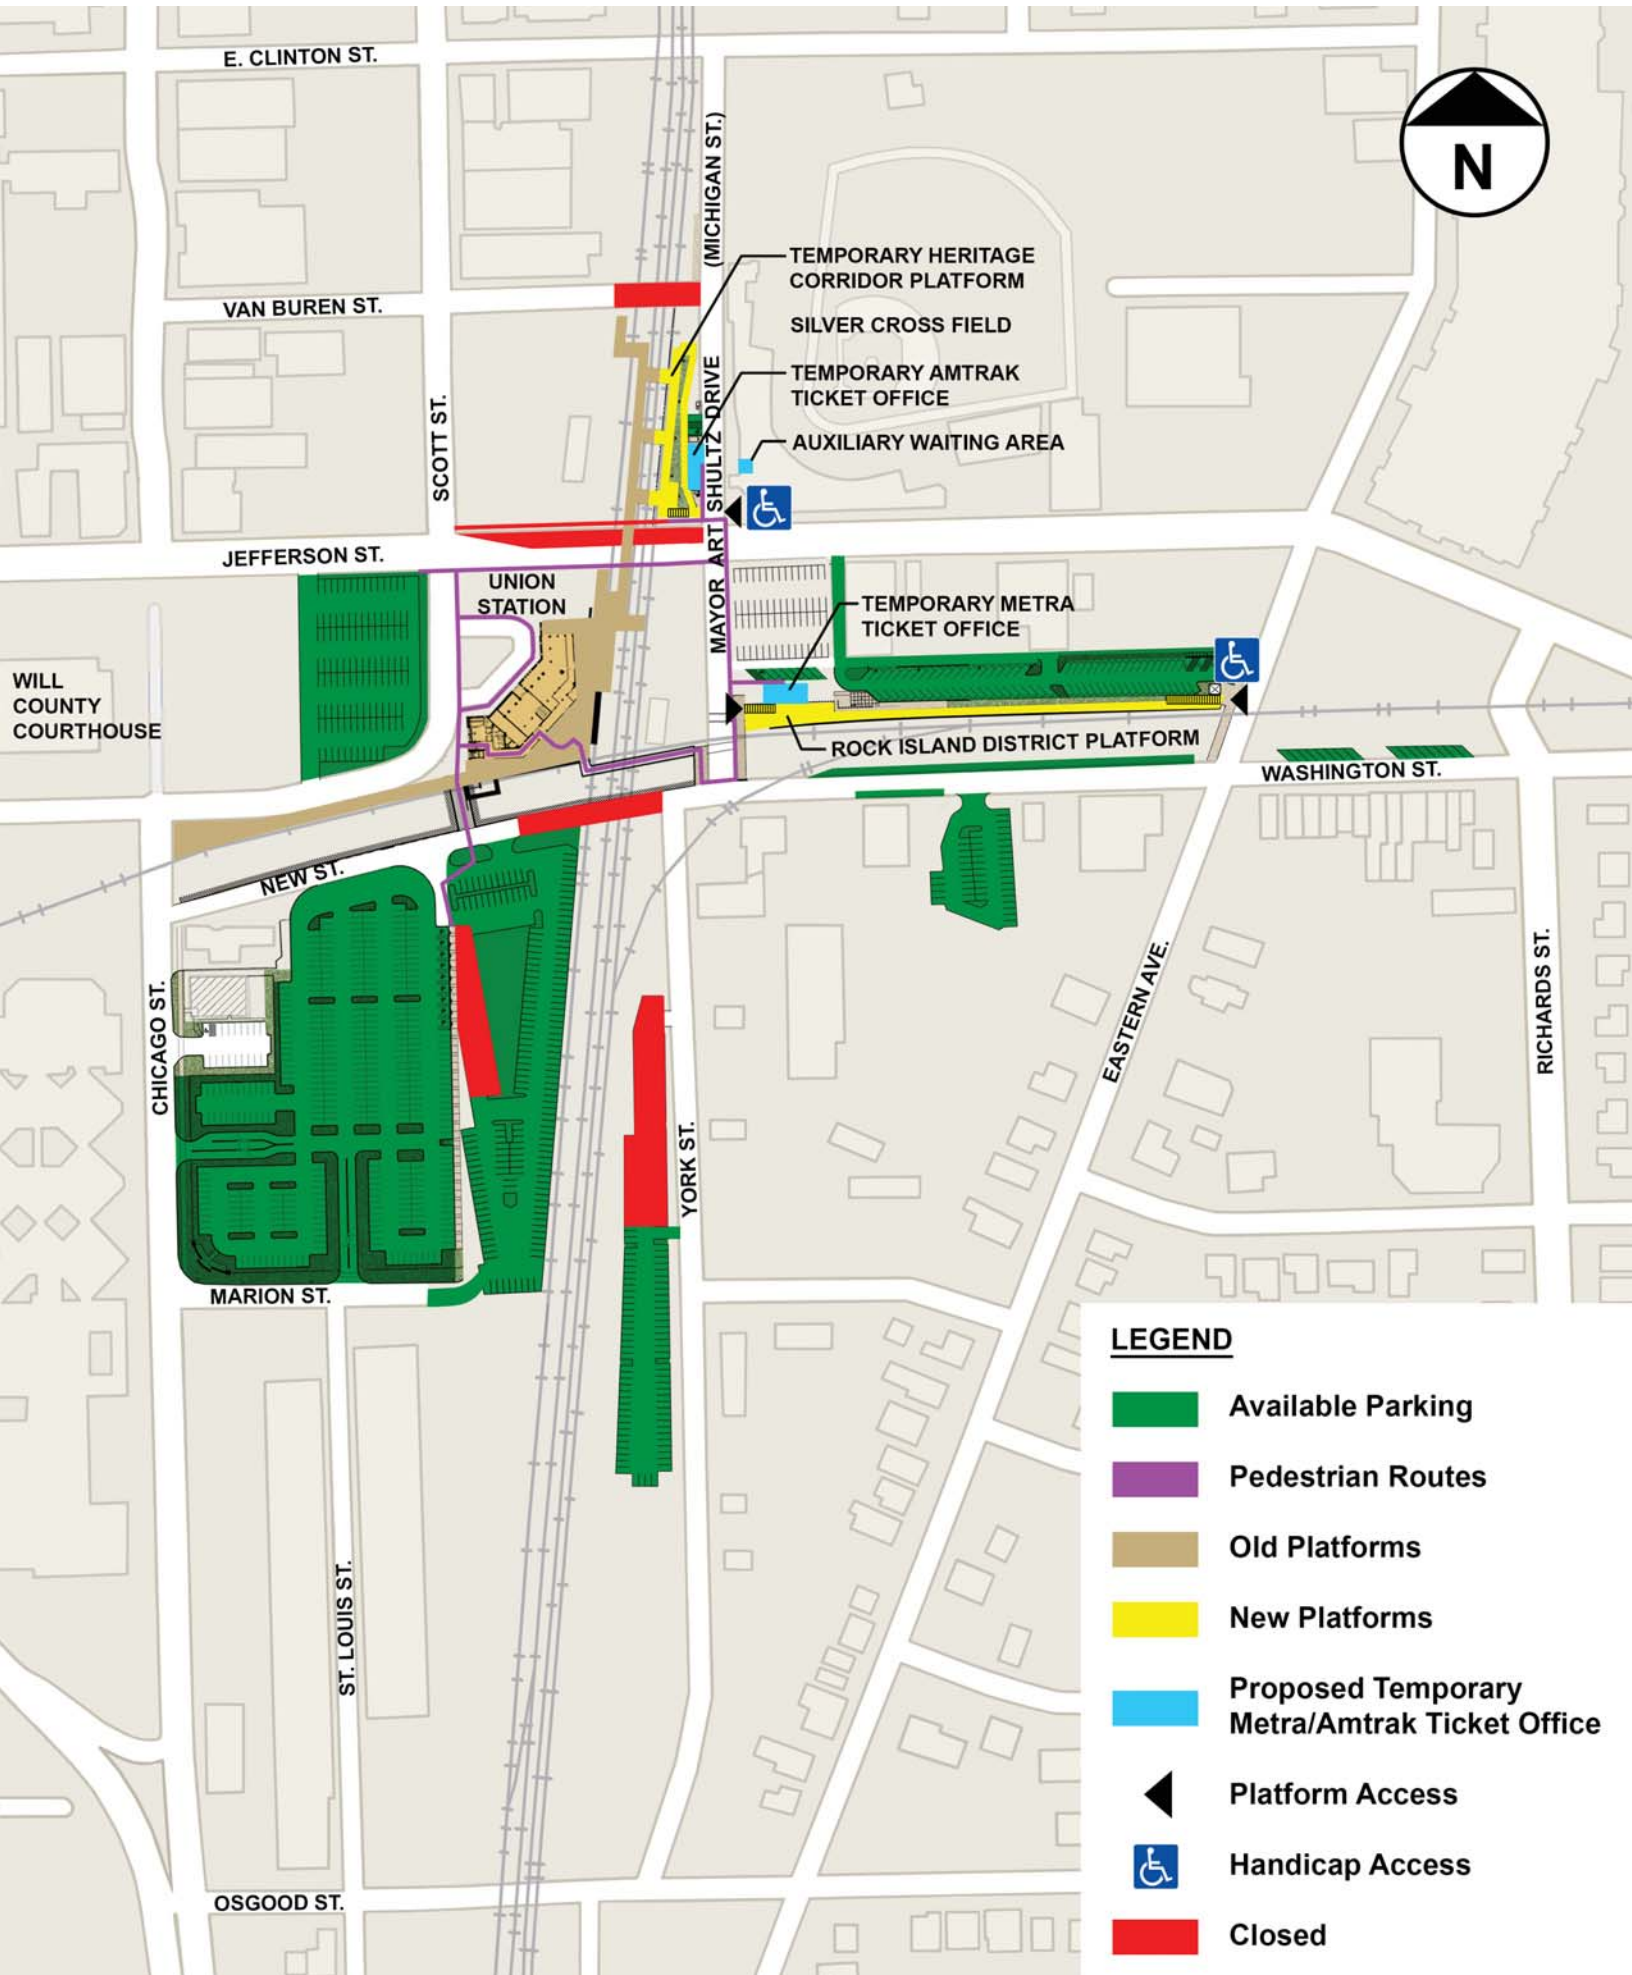 E. CLINTON ST.
N
(MICHIGAN ST.)
TEMPORARY HERITAGE
CORRIDOR PLATFORM
VAN BUREN ST.
SILVER CROSS FIELD
TEMPORARY AMTRAK
TICKET OFFICE
SCOTT ST.
MAYOR ART SHULTZ DRIVE
AUXILIARY WAITING AREA
JEFFERSON ST.
UNION
STATION
TEMPORARY METRA
TICKET OFFICE
WILL
COUNTY
COURTHOUSE
ROCK ISLAND DISTRICT PLATFORM
WASHINGTON ST.
NEW ST.
CHICAGO ST.
EASTERN AVE.
RICHARDS ST.
YORK ST.
MARION ST.
ST. LOUIS ST.
OSGOOD ST.
LEGEND
Available Parking
Pedestrian Routes
Old Platforms
New Platforms
Proposed Temporary
Metra/Amtrak Ticket Office
Platform Access
Handicap Access
Closed